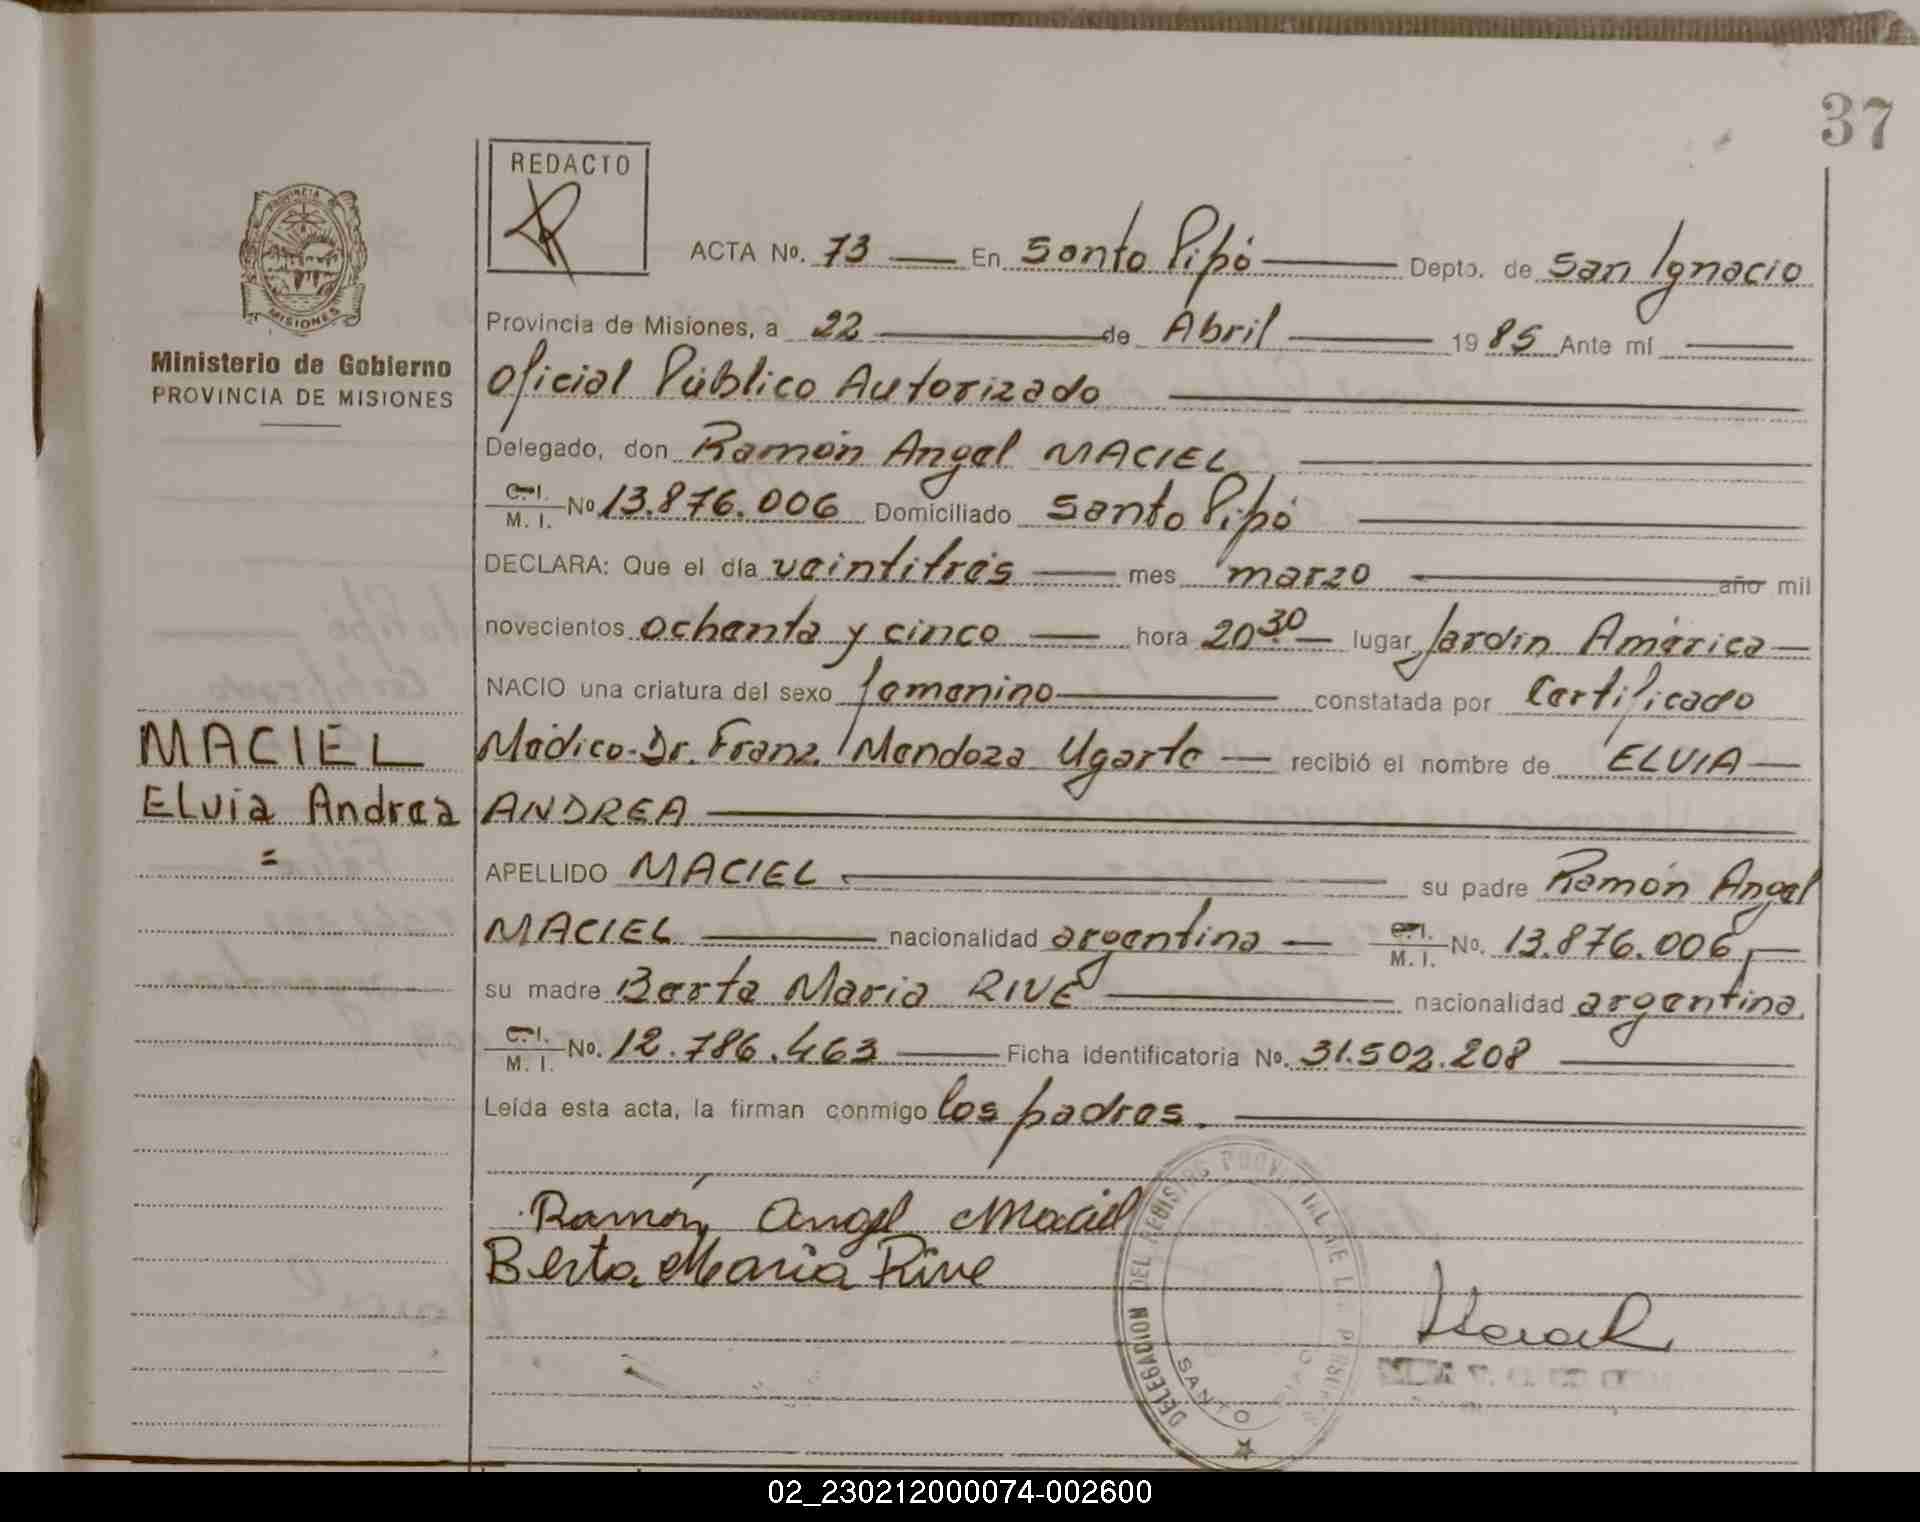 37
REDACTO
PROVINCIA
MISIONES
Ministerio de Gobierno
PROVINCIA DE MISIONES
ACTA No. 73 En Santo Pipó Depto. de San Ignacio
Provincia de Misiones, a 22 de Abril 1985 Ante mí
Oficial Público Autorizado
Delegado, don Ramón Angel MACIEL
C.I.
M. I. No 13.876.006 Domiciliado Santo Pipó
DECLARA: Que el día veintitrés mes marzo año mil
novecientos ochenta y cinco hora 20 30 lugar Jardín América
NACIO una criatura del sexo femenino constatada por Certificado
Médico-Dr. Franz Mendoza Ugarte recibió el nombre de ELVIA
ANDREA
MACIEL
Elvia Andrea
=
APELLIDO MACIEL su padre Ramón Angel
MACIEL nacionalidad argentina C.I.
M. I. No. 13.876.006,
su madre Berta Maria RIVE nacionalidad argentina,
C.I.
M. I. No. 12.786.463 Ficha identificatoria No. 31.502.208
Leída esta acta, la firman conmigo los padres.
Ramón Angel Maciel
Berta Maria Rive
DELEGACION DEL REGISTRO
SANTO
02_230212000074-002600